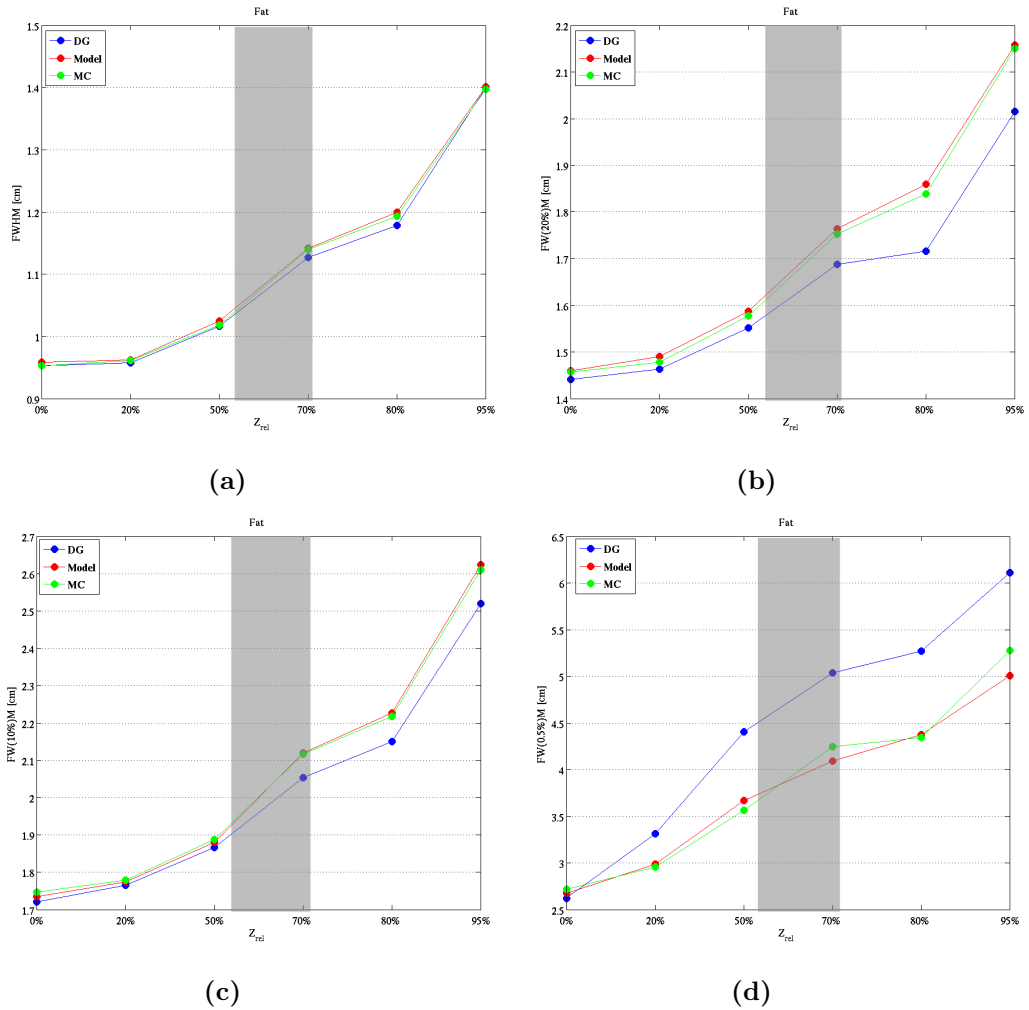 Fat
1.5
1.4
1.3
1.2
1.1
1
0.9
FWHM [cm]
DG
Model
MC
0% 20% 50% 70% 80% 95%
Z_rel
(a)
Fat
2.2
2.1
2
1.9
1.8
1.7
1.6
1.5
1.4
FW(20%)M [cm]
DG
Model
MC
0% 20% 50% 70% 80% 95%
Z_rel
(b)
Fat
2.7
2.6
2.5
2.4
2.3
2.2
2.1
2
1.9
1.8
1.7
FW(10%)M [cm]
DG
Model
MC
0% 20% 50% 70% 80% 95%
Z_rel
(c)
Fat
6.5
6
5.5
5
4.5
4
3.5
3
2.5
FW(0.5%)M [cm]
DG
Model
MC
0% 20% 50% 70% 80% 95%
Z_rel
(d)